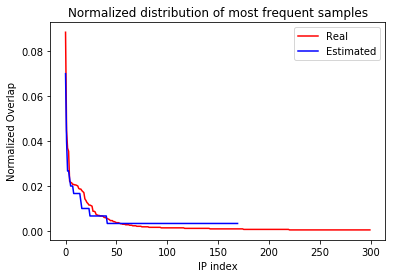 Normalized distribution of most frequent samples
Real
Estimated
Normalized Overlap
0.08
0.06
0.04
0.02
0.00
0 50 100 150 200 250 300
IP index